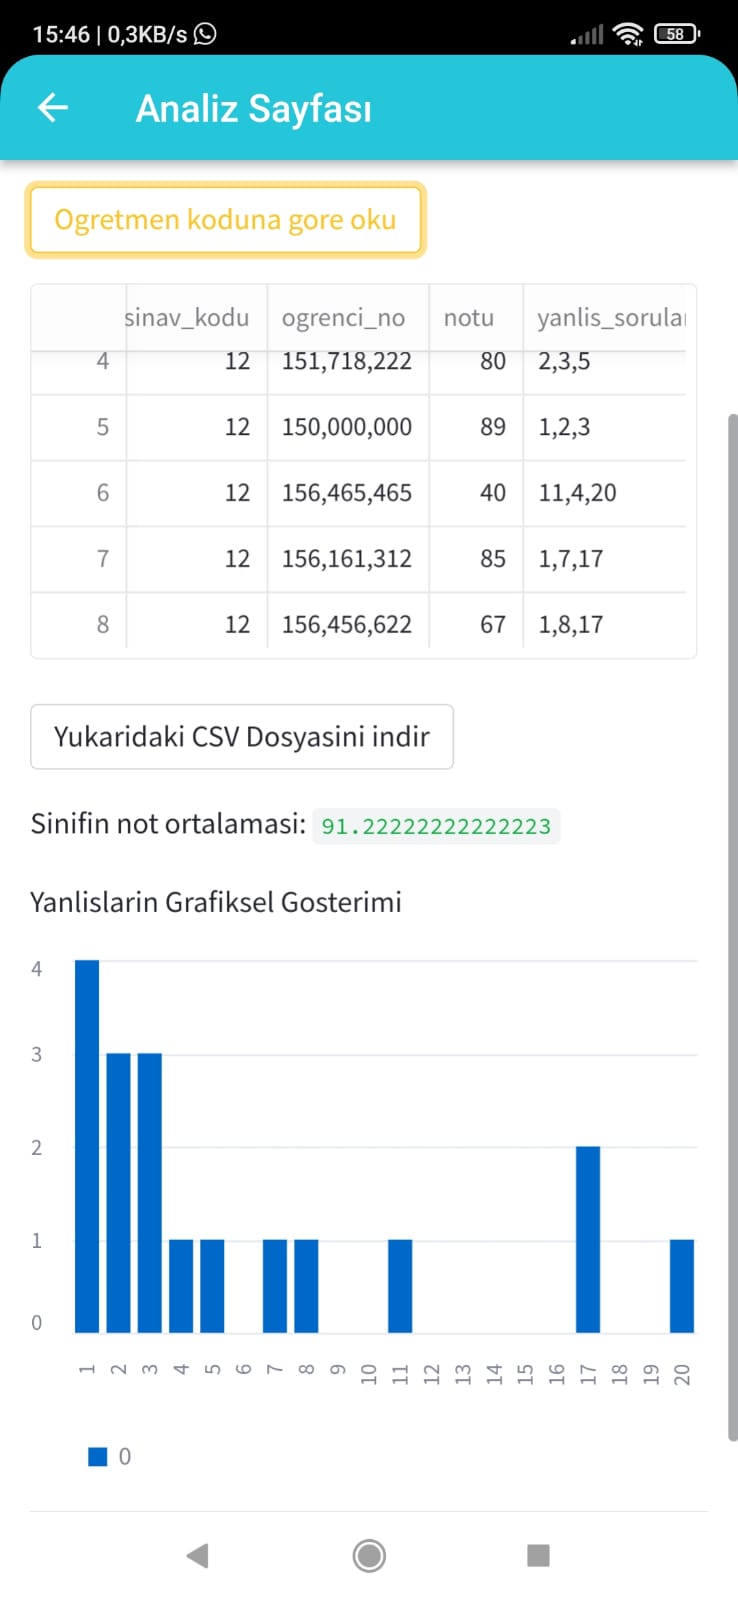 15:46 | 0,3KB/s
58
Analiz Sayfası
Ogretmen koduna gore oku
sinav_kodu ogrenci_no notu yanlis_sorula
4 12 151,718,222 80 2,3,5
5 12 150,000,000 89 1,2,3
6 12 156,465,465 40 11,4,20
7 12 156,161,312 85 1,7,17
8 12 156,456,622 67 1,8,17
Yukaridaki CSV Dosyasini indir
Sinifin not ortalamasi: 91.22222222222223
Yanlislarin Grafiksel Gosterimi
4
3
2
1
0
1 2 3 4 5 6 7 8 9 10 11 12 13 14 15 16 17 18 19 20
0